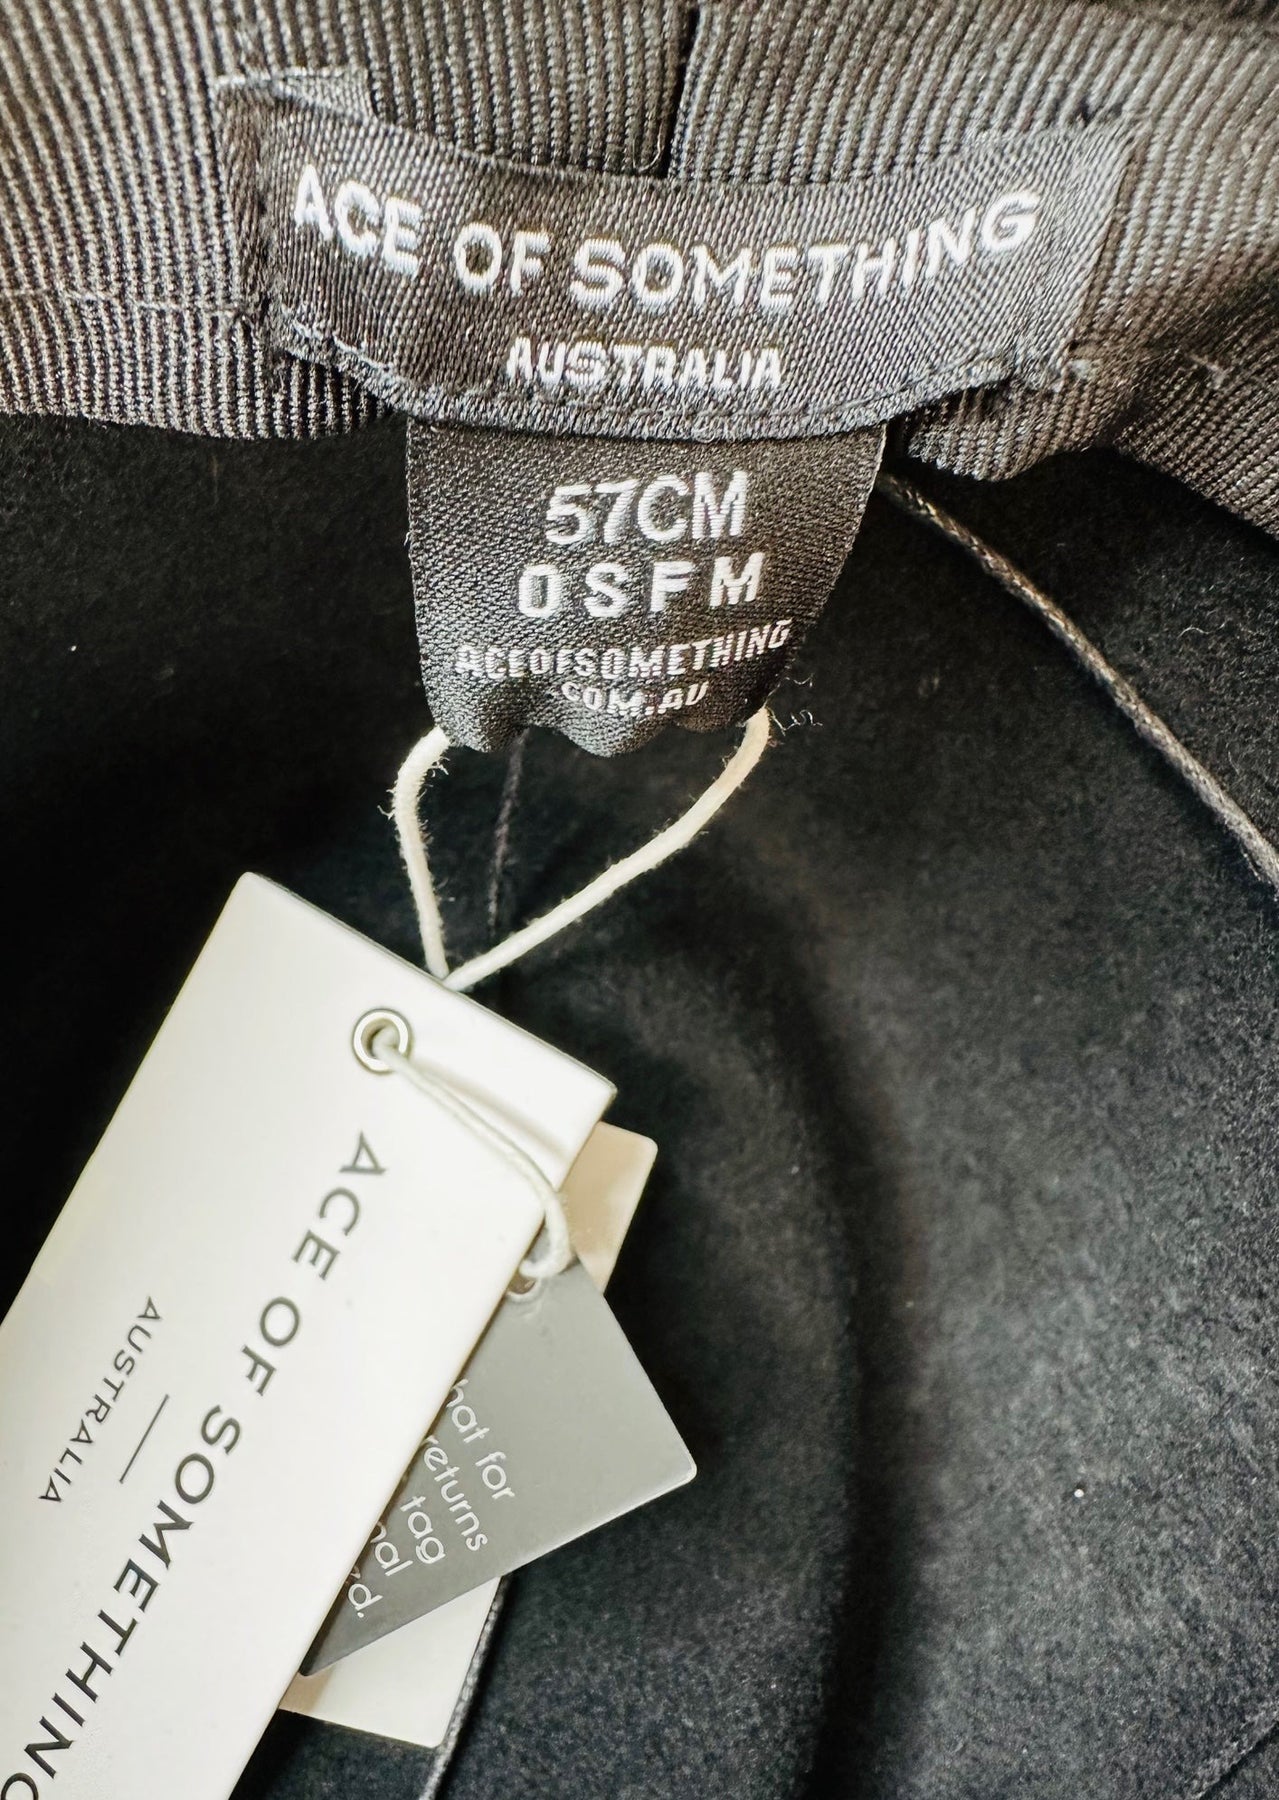 ACE OF SOMETHING
AUSTRALIA
57CM
OSFM
ACEOFSOMETHING
.COM.AU
ACE OF SOMETHING
AUSTRALIA
hat for
returns
tag